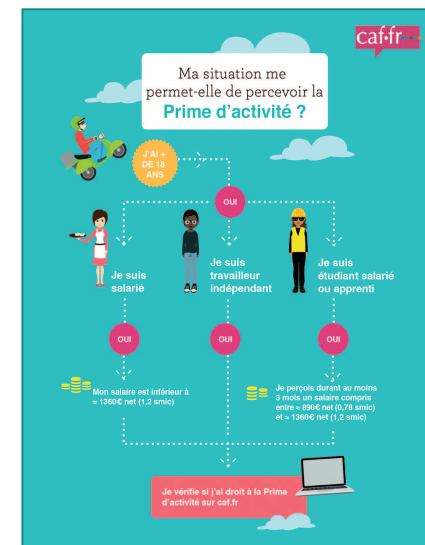 caf.fr
Ma situation me
permet-elle de percevoir la
Prime d'activité ?
J'AI +
DE 18
ANS
OUI
Je suis
salarié
Je suis
travailleur
indépendant
Je suis
étudiant salarié
ou apprenti
OUI
OUI
OUI
Mon salaire est inférieur à
≈ 1360€ net (1,2 smic)
Je perçois durant au moins
3 mois un salaire compris
entre ≈ 890€ net (0,78 smic)
et ≈ 1360€ net (1,2 smic)
Je vérifie si j'ai droit à la Prime
d'activité sur caf.fr